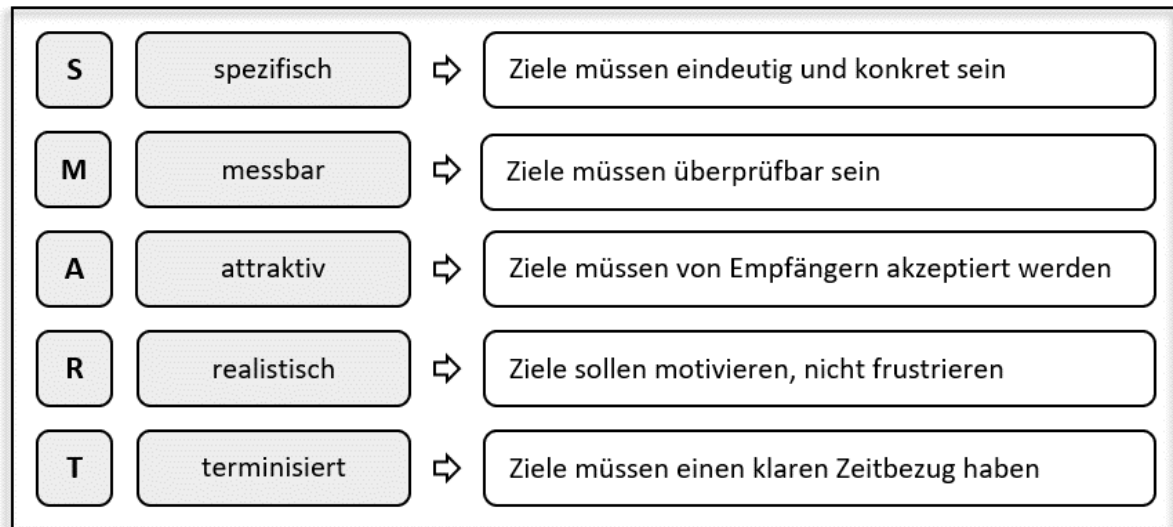 S spezifisch Ziele müssen eindeutig und konkret sein
M messbar Ziele müssen überprüfbar sein
A attraktiv Ziele müssen von Empfängern akzeptiert werden
R realistisch Ziele sollen motivieren, nicht frustrieren
T terminisiert Ziele müssen einen klaren Zeitbezug haben